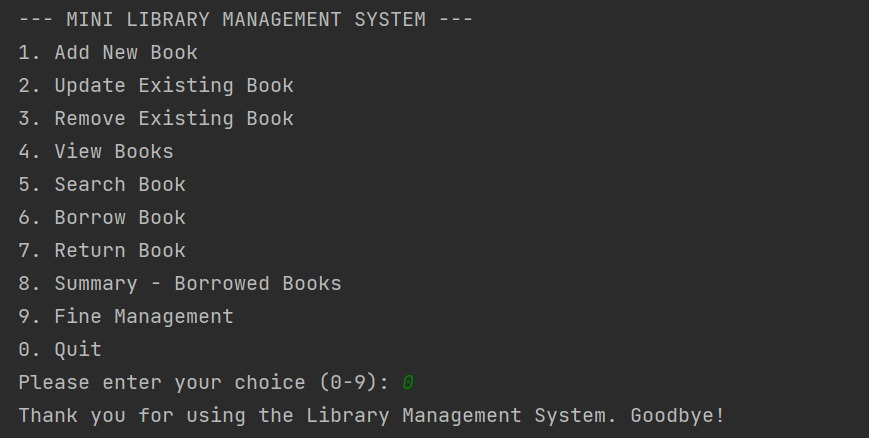 --- MINI LIBRARY MANAGEMENT SYSTEM ---
1. Add New Book
2. Update Existing Book
3. Remove Existing Book
4. View Books
5. Search Book
6. Borrow Book
7. Return Book
8. Summary - Borrowed Books
9. Fine Management
0. Quit
Please enter your choice (0-9): 0
Thank you for using the Library Management System. Goodbye!